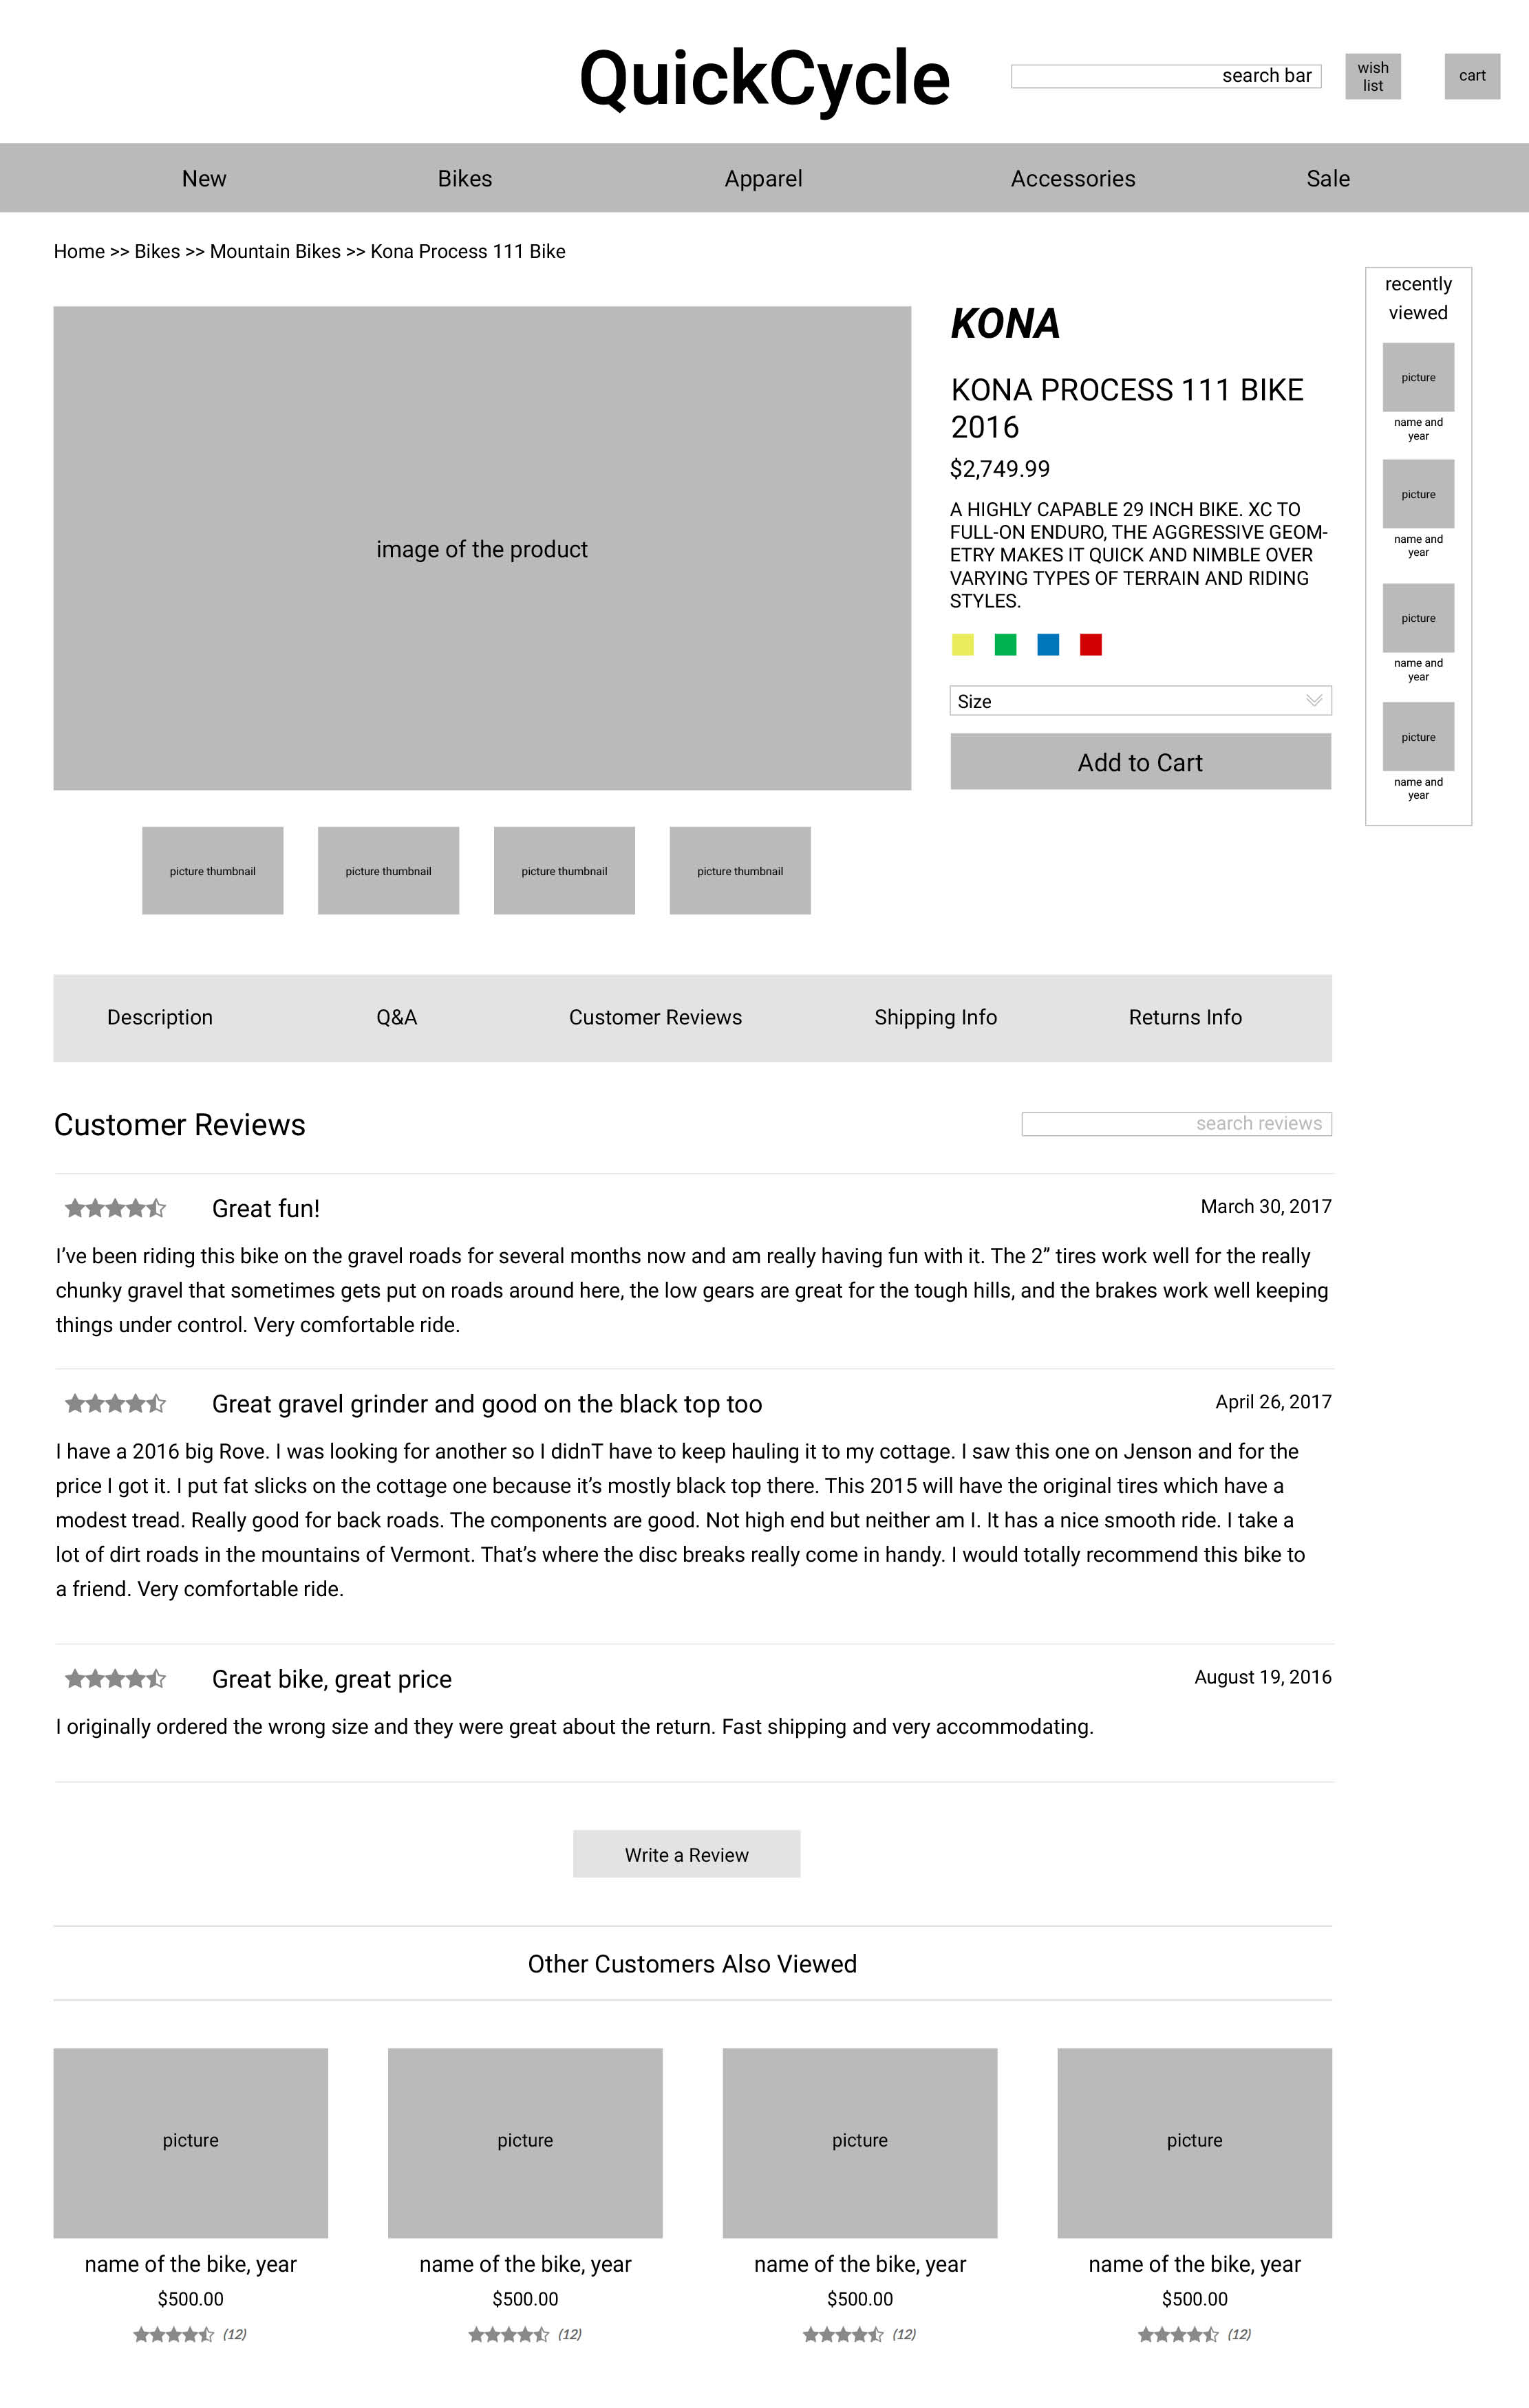 QuickCycle
search bar
wish
list
cart
New
Bikes
Apparel
Accessories
Sale
Home >> Bikes >> Mountain Bikes >> Kona Process 111 Bike
image of the product
picture thumbnail
picture thumbnail
picture thumbnail
picture thumbnail
KONA
KONA PROCESS 111 BIKE
2016
$2,749.99
A HIGHLY CAPABLE 29 INCH BIKE. XC TO
FULL-ON ENDURO, THE AGGRESSIVE GEOM-
ETRY MAKES IT QUICK AND NIMBLE OVER
VARYING TYPES OF TERRAIN AND RIDING
STYLES.
Size
Add to Cart
recently
viewed
picture
name and
year
picture
name and
year
picture
name and
year
picture
name and
year
Description
Q&A
Customer Reviews
Shipping Info
Returns Info
Customer Reviews
search reviews
Great fun!
March 30, 2017
I’ve been riding this bike on the gravel roads for several months now and am really having fun with it. The 2” tires work well for the really
chunky gravel that sometimes gets put on roads around here, the low gears are great for the tough hills, and the brakes work well keeping
things under control. Very comfortable ride.
Great gravel grinder and good on the black top too
April 26, 2017
I have a 2016 big Rove. I was looking for another so I didnT have to keep hauling it to my cottage. I saw this one on Jenson and for the
price I got it. I put fat slicks on the cottage one because it’s mostly black top there. This 2015 will have the original tires which have a
modest tread. Really good for back roads. The components are good. Not high end but neither am I. It has a nice smooth ride. I take a
lot of dirt roads in the mountains of Vermont. That’s where the disc breaks really come in handy. I would totally recommend this bike to
a friend. Very comfortable ride.
Great bike, great price
August 19, 2016
I originally ordered the wrong size and they were great about the return. Fast shipping and very accommodating.
Write a Review
Other Customers Also Viewed
picture
name of the bike, year
$500.00
(12)
picture
name of the bike, year
$500.00
(12)
picture
name of the bike, year
$500.00
(12)
picture
name of the bike, year
$500.00
(12)